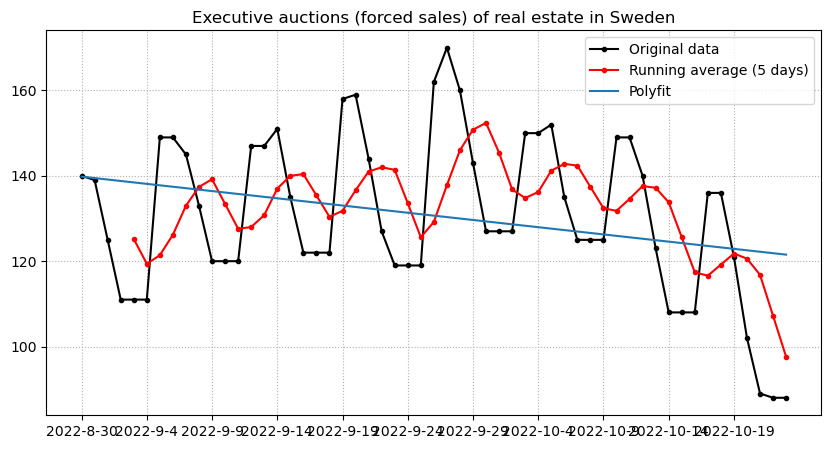 Executive auctions (forced sales) of real estate in Sweden
Original data
Running average (5 days)
Polyfit
160
140
120
100
2022-8-30 2022-9-4 2022-9-9 2022-9-14 2022-9-19 2022-9-24 2022-9-29 2022-10-4 2022-10-9 2022-10-14 2022-10-19